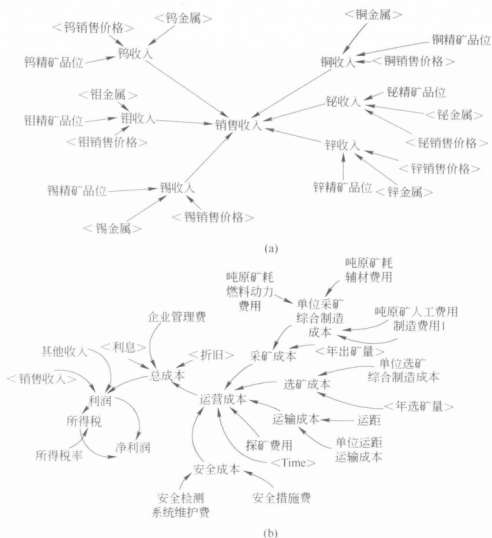 <钨金属>
<钨销售价格>
钨精矿品位
钨收入
<铜金属>
铜精矿品位
铜收入
<铜销售价格>
<钼金属>
钼精矿品位
钼收入
<钼销售价格>
销售收入
铋精矿品位
铋收入
<铋金属>
<铋销售价格>
锌收入
<锌销售价格>
锌精矿品位
<锌金属>
锡精矿品位
锡收入
<锡金属>
<锡销售价格>
(a)
吨原矿耗
辅材费用
吨原矿耗
燃料动力
费用
单位采矿
综合制造
成本
吨原矿人工费用
制造费用1
企业管理费
其他收入
<利息>
<折旧>
采矿成本
<年出矿量>
单位选矿
综合制造成本
<销售收入>
总成本
选矿成本
<年选矿量>
利润
运营成本
所得税
运输成本
运距
所得税率
净利润
探矿费用
单位运距
运输成本
<Time>
安全成本
安全检测
系统维护费
安全措施费
(b)